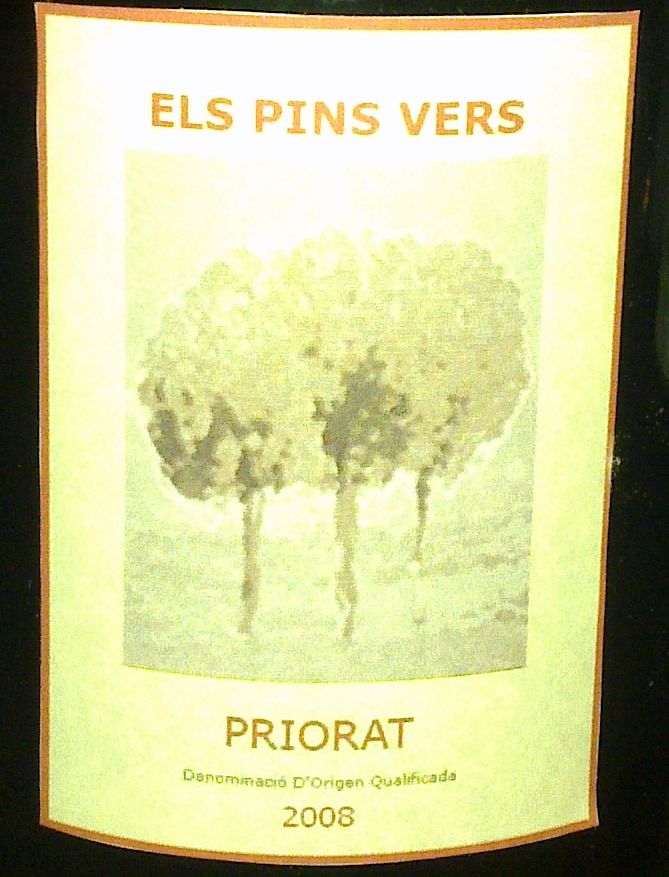 ELS PINS VERS
PRIORAT
Denominació D'Origen Qualificada
2008